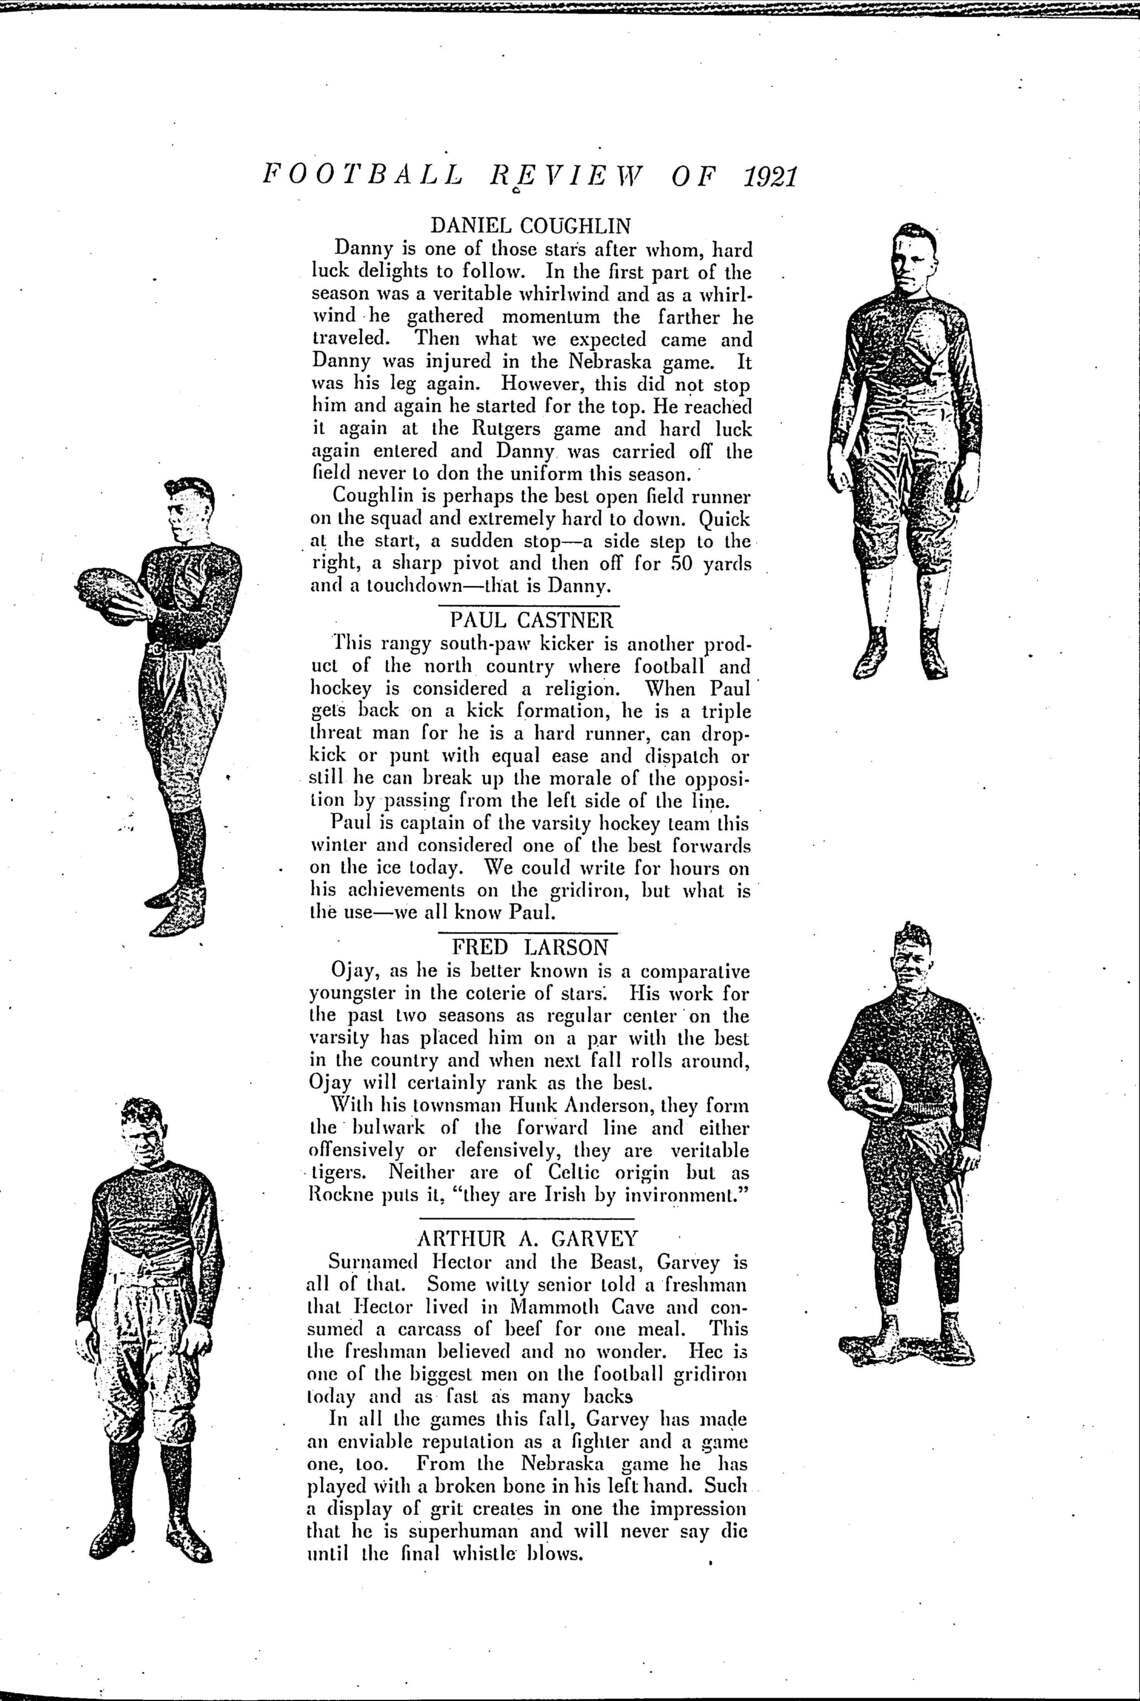 FOOTBALL REVIEW OF 1921
DANIEL COUGHLIN
Danny is one of those stars after whom, hard
luck delights to follow. In the first part of the
season was a veritable whirlwind and as a whirl-
wind he gathered momentum the farther he
traveled. Then what we expected came and
Danny was injured in the Nebraska game. It
was his leg again. However, this did not stop
him and again he started for the top. He reached
it again at the Rutgers game and hard luck
again entered and Danny was carried off the
field never to don the uniform this season.
Coughlin is perhaps the best open field runner
on the squad and extremely hard to down. Quick
at the start, a sudden stop—a side step to the
right, a sharp pivot and then off for 50 yards
and a touchdown—that is Danny.
PAUL CASTNER
This rangy south-paw kicker is another prod-
uct of the north country where football and
hockey is considered a religion. When Paul
gets back on a kick formation, he is a triple
threat man for he is a hard runner, can drop-
kick or punt with equal ease and dispatch or
still he can break up the morale of the opposi-
tion by passing from the left side of the line.
Paul is captain of the varsity hockey team this
winter and considered one of the best forwards
on the ice today. We could write for hours on
his achievements on the gridiron, but what is
the use—we all know Paul.
FRED LARSON
Ojay, as he is better known is a comparative
youngster in the coterie of stars. His work for
the past two seasons as regular center on the
varsity has placed him on a par with the best
in the country and when next fall rolls around,
Ojay will certainly rank as the best.
With his townsman Hunk Anderson, they form
the bulwark of the forward line and either
offensively or defensively, they are veritable
tigers. Neither are of Celtic origin but as
Rockne puts it, “they are Irish by invironment.”
ARTHUR A. GARVEY
Surnamed Hector and the Beast, Garvey is
all of that. Some witty senior told a freshman
that Hector lived in Mammoth Cave and con-
sumed a carcass of beef for one meal. This
the freshman believed and no wonder. Hec is
one of the biggest men on the football gridiron
today and as fast as many backs
In all the games this fall, Garvey has made
an enviable reputation as a fighter and a game
one, too. From the Nebraska game he has
played with a broken bone in his left hand. Such
a display of grit creates in one the impression
that he is superhuman and will never say die
until the final whistle blows.